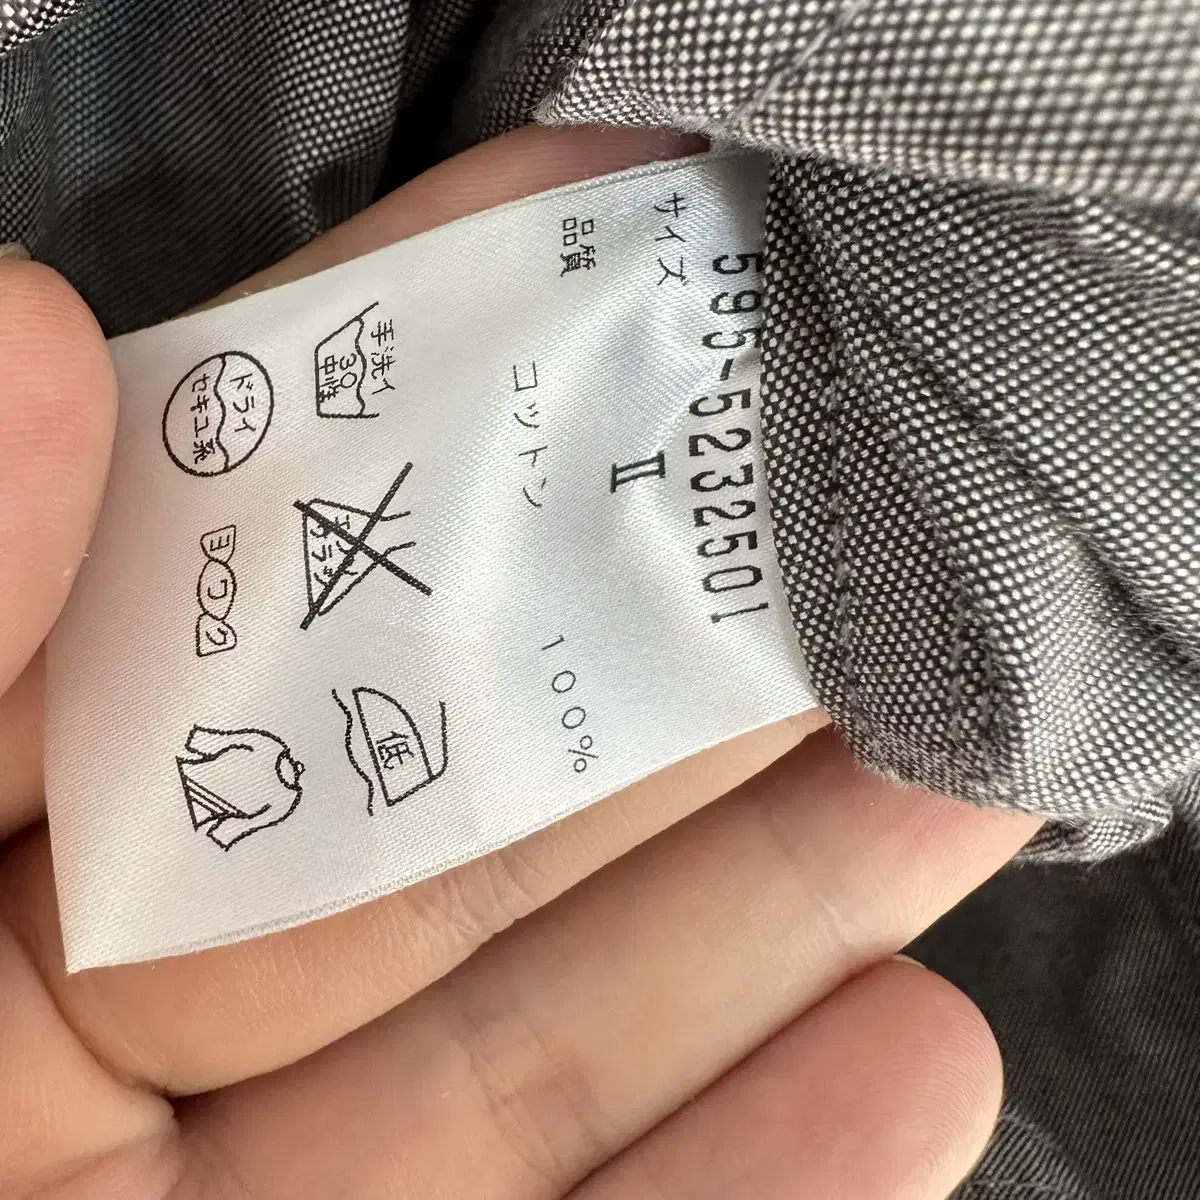 595-5232501
サイズ II
品質
コットン 100%
手洗イ
30
中性
低
ドライ
セキユ系
ヨワク